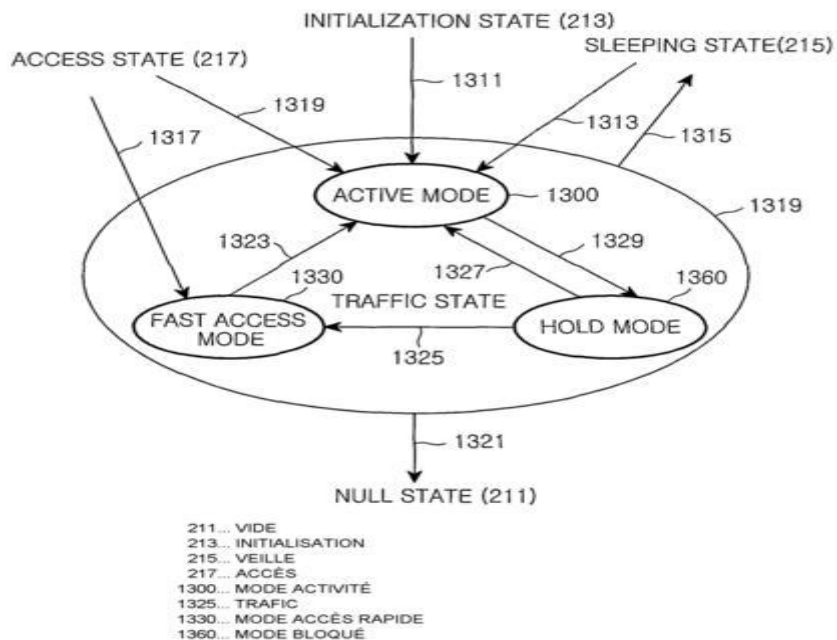 INITIALIZATION STATE (213)
ACCESS STATE (217)
SLEEPING STATE(215)
1311
1319
1313
1315
1317
ACTIVE MODE
1300
1319
1323
1329
1327
1330
1360
TRAFFIC STATE
FAST ACCESS
MODE
HOLD MODE
1325
1321
NULL STATE (211)
211... VIDE
213... INITIALISATION
215... VEILLE
217... ACCÈS
1300... MODE ACTIVITÉ
1325... TRAFIC
1330... MODE ACCÈS RAPIDE
1360... MODE BLOQUÉ